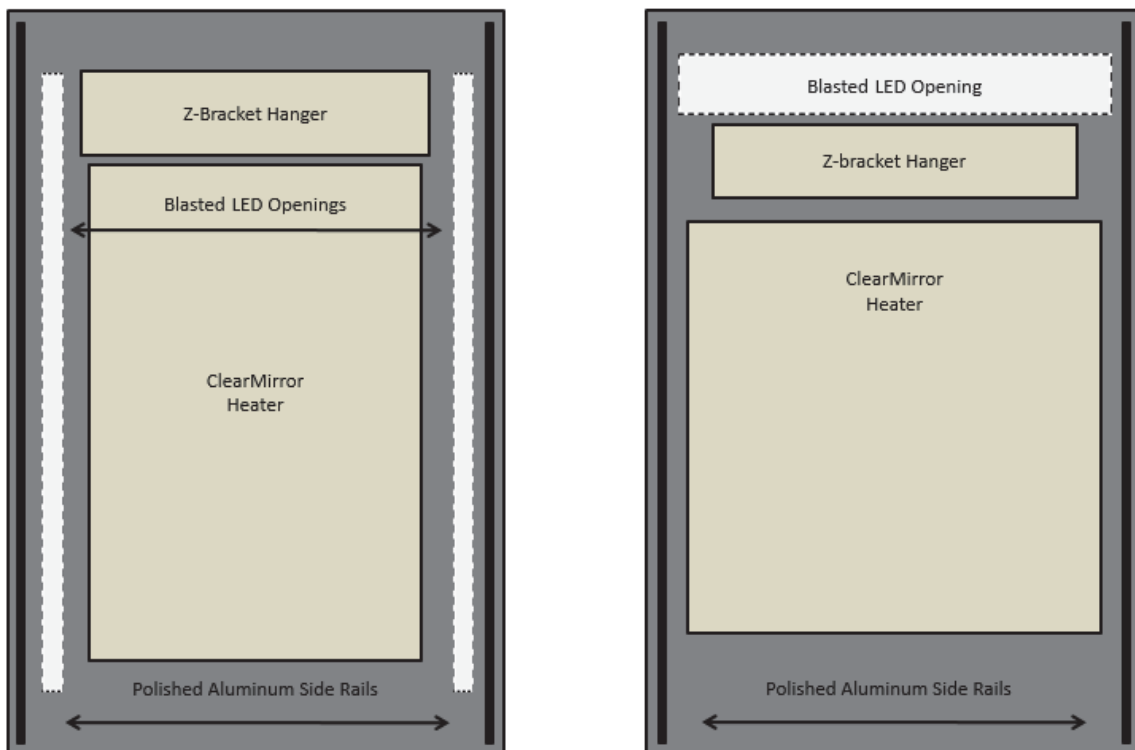 Z-Bracket Hanger
Blasted LED Openings
ClearMirror
Heater
Polished Aluminum Side Rails
Blasted LED Opening
Z-bracket Hanger
ClearMirror
Heater
Polished Aluminum Side Rails